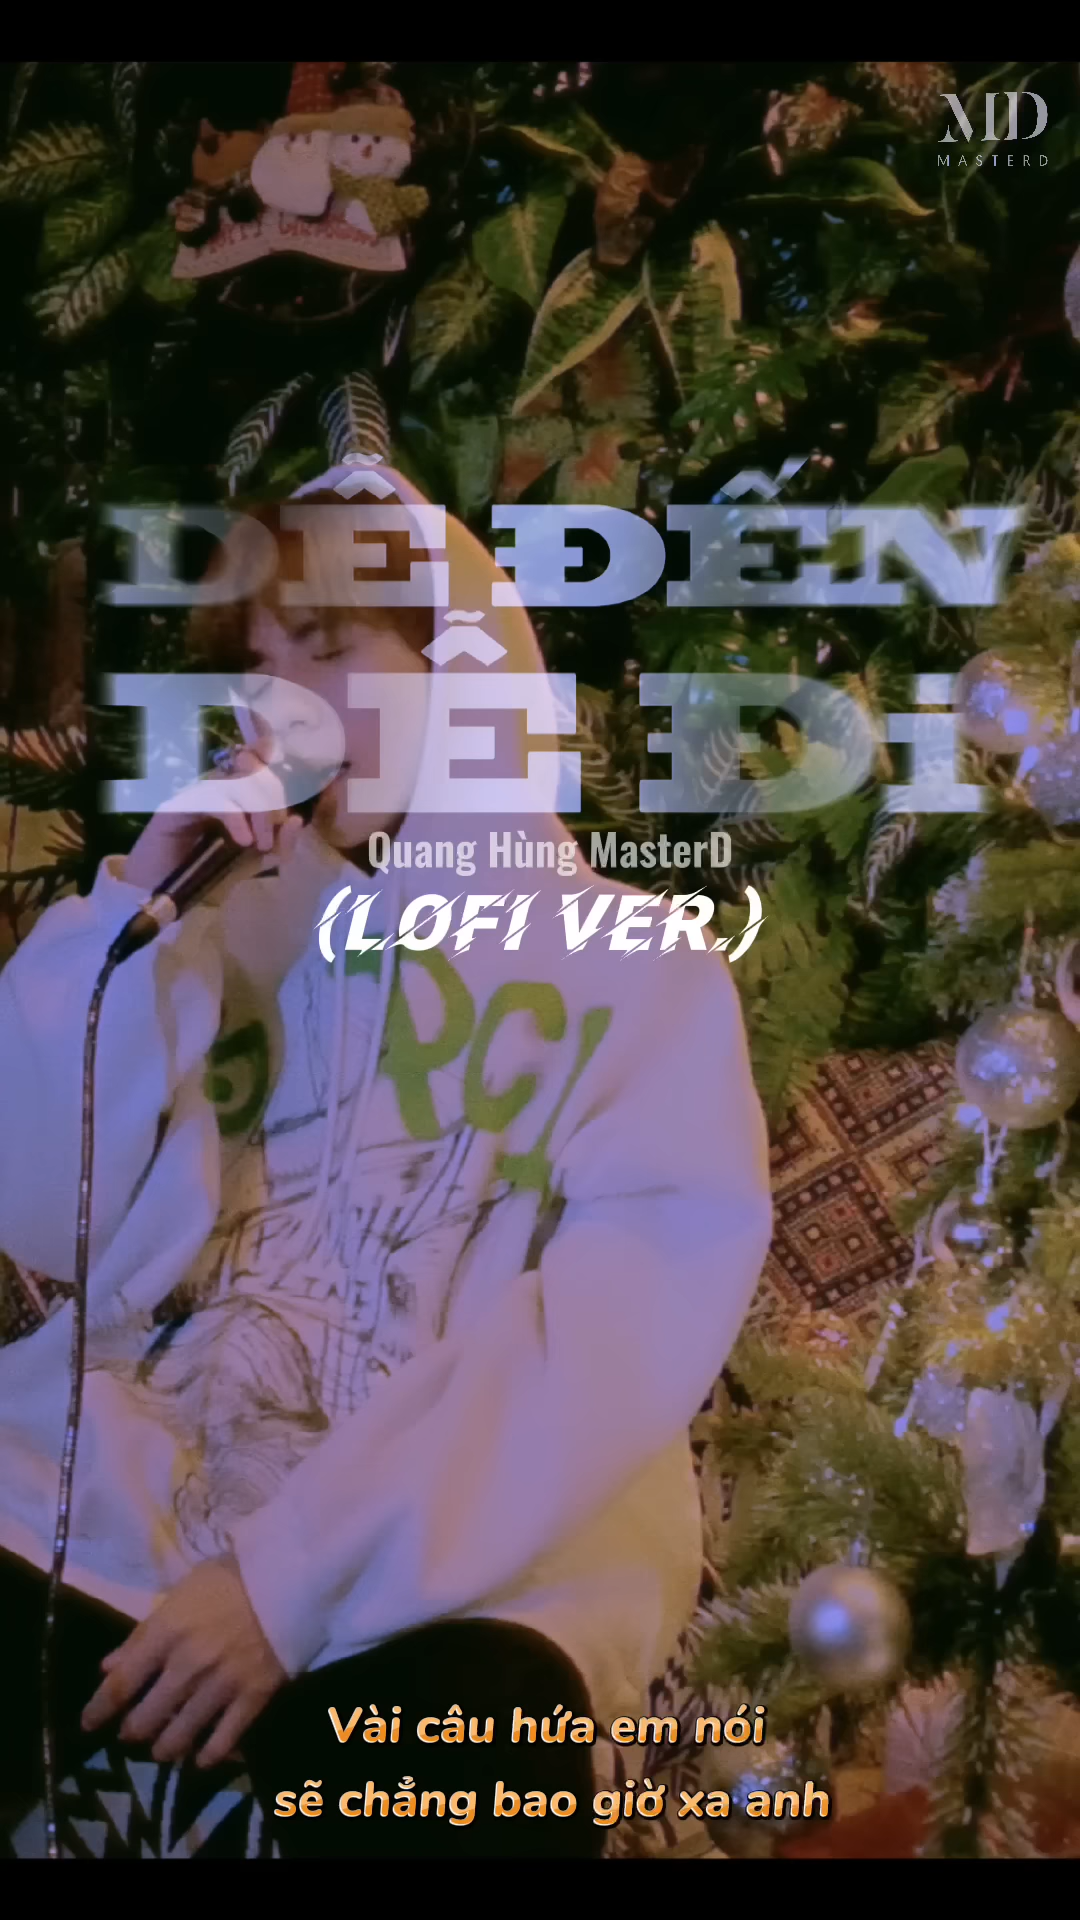 MD
MASTERD
DỄ ĐẾN
DỄ Đi
Quang Hùng MasterD
(LOFI VER.)
PC
Vài câu hứa em nói
sẽ chẳng bao giờ xa anh